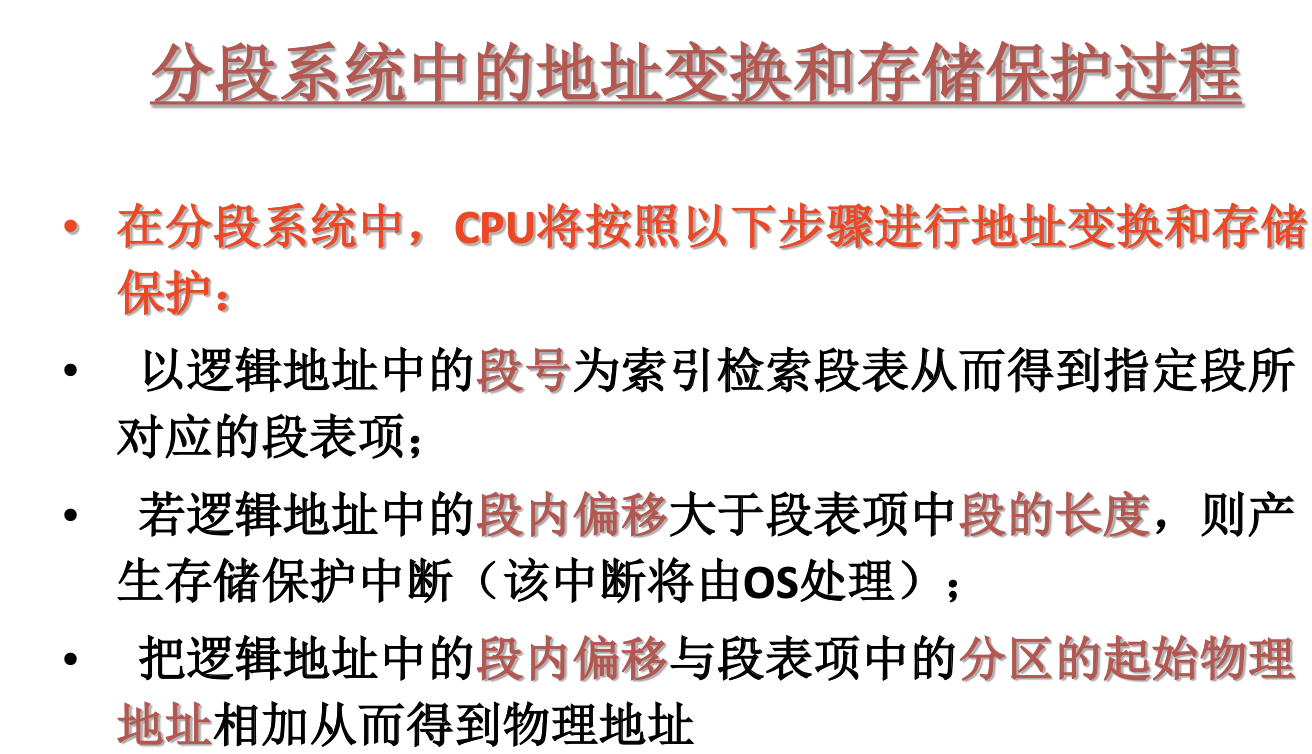 分段系统中的地址变换和存储保护过程
• 在分段系统中，CPU将按照以下步骤进行地址变换和存储
保护：
• 以逻辑地址中的段号为索引检索段表从而得到指定段所
对应的段表项；
• 若逻辑地址中的段内偏移大于段表项中段的长度，则产
生存储保护中断（该中断将由OS处理）；
• 把逻辑地址中的段内偏移与段表项中的分区的起始物理
地址相加从而得到物理地址